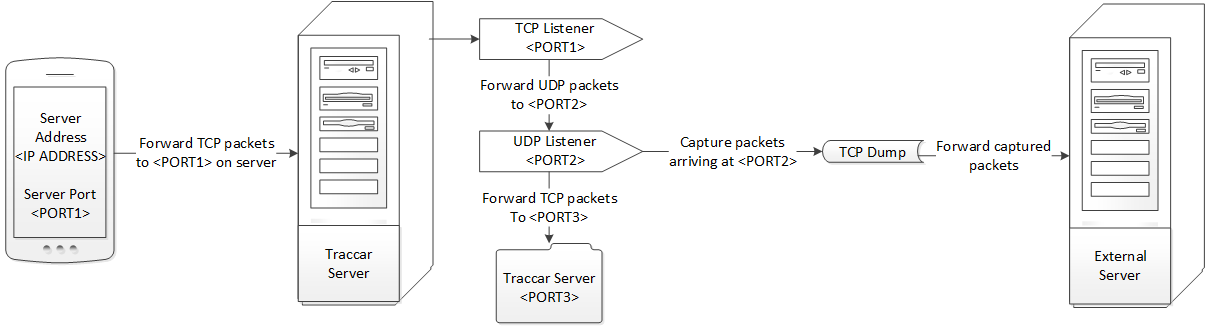 Server
Address
<IP ADDRESS>
Server Port
<PORT1>
Forward TCP packets
to <PORT1> on server
Traccar
Server
TCP Listener
<PORT1>
Forward UDP packets
to <PORT2>
UDP Listener
<PORT2>
Forward TCP packets
To <PORT3>
Traccar Server
<PORT3>
Capture packets
arriving at <PORT2>
TCP Dump
Forward captured
packets
External
Server